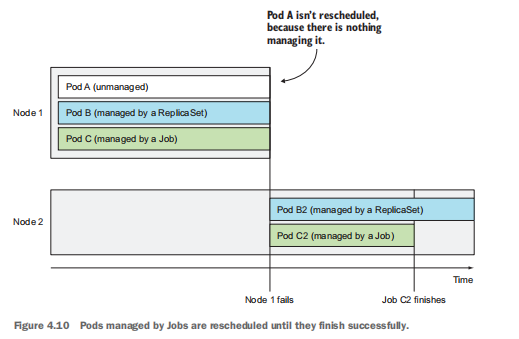 Pod A isn't rescheduled,
because there is nothing
managing it.
Pod A (unmanaged)
Node 1
Pod B (managed by a ReplicaSet)
Pod C (managed by a Job)
Node 2
Pod B2 (managed by a ReplicaSet)
Pod C2 (managed by a Job)
Time
Node 1 fails
Job C2 finishes
Figure 4.10 Pods managed by Jobs are rescheduled until they finish successfully.